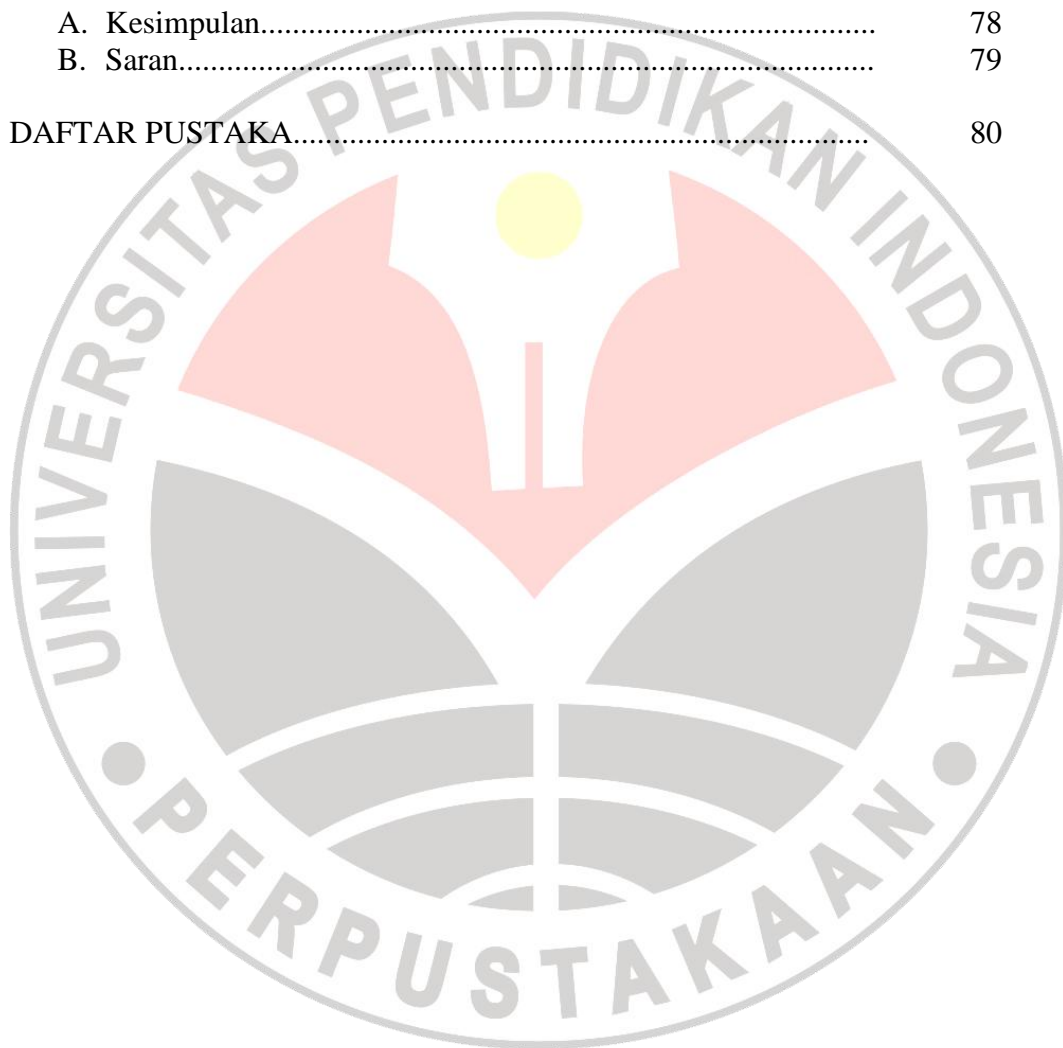 A. Kesimpulan............................................................................. 78
B. Saran....................................................................................... 79
DAFTAR PUSTAKA........................................................................ 80
UNIVERSITAS PENDIDIKAN INDONESIA
PERPUSTAKAAN